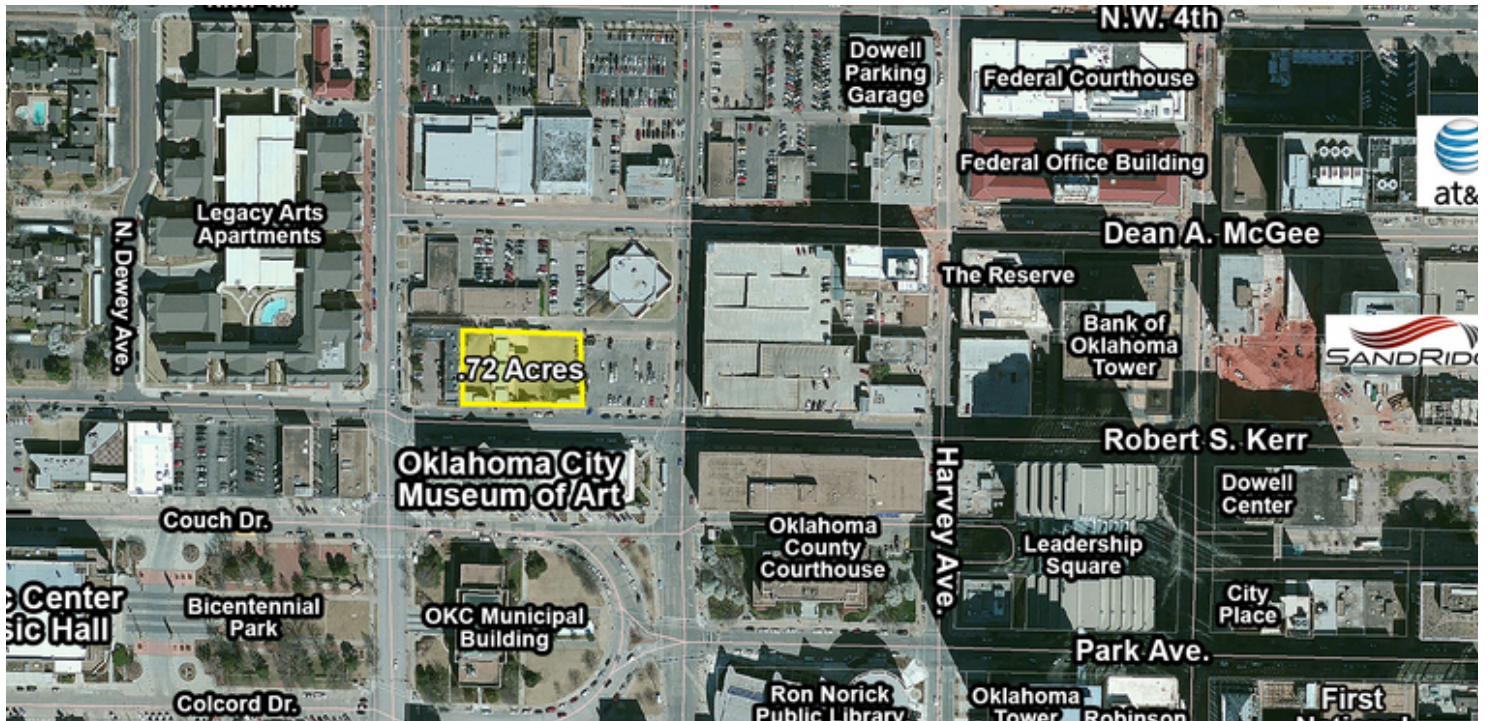 N.W. 4th
Dowell
Parking
Garage
Federal Courthouse
Federal Office Building
at&
Legacy Arts
Apartments
N. Dewey Ave.
Dean A. McGee
The Reserve
Bank of
Oklahoma
Tower
SANDRIDG
.72 Acres
Robert S. Kerr
Oklahoma City
Museum of Art
Harvey Ave.
Dowell
Center
Couch Dr.
Oklahoma
County
Courthouse
Leadership
Square
c Center
sic Hall
Bicentennial
Park
OKC Municipal
Building
City
Place
Park Ave.
Colcord Dr.
Ron Norick
Public Library
Oklahoma
Tower
Robinson
First